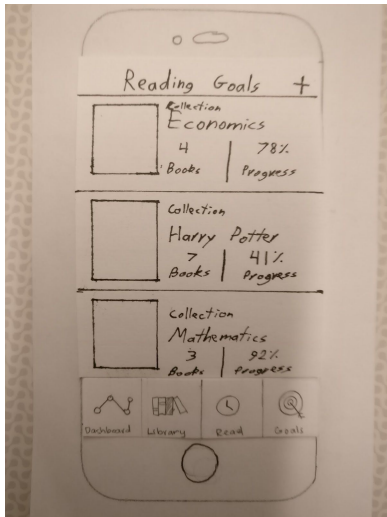 Reading Goals +
Collection
Economics
4 78%
Books Progress
Collection
Harry Potter
7 41%
Books Progress
Collection
Mathematics
3 92%
Books Progress
Dashboard Library Read Goals